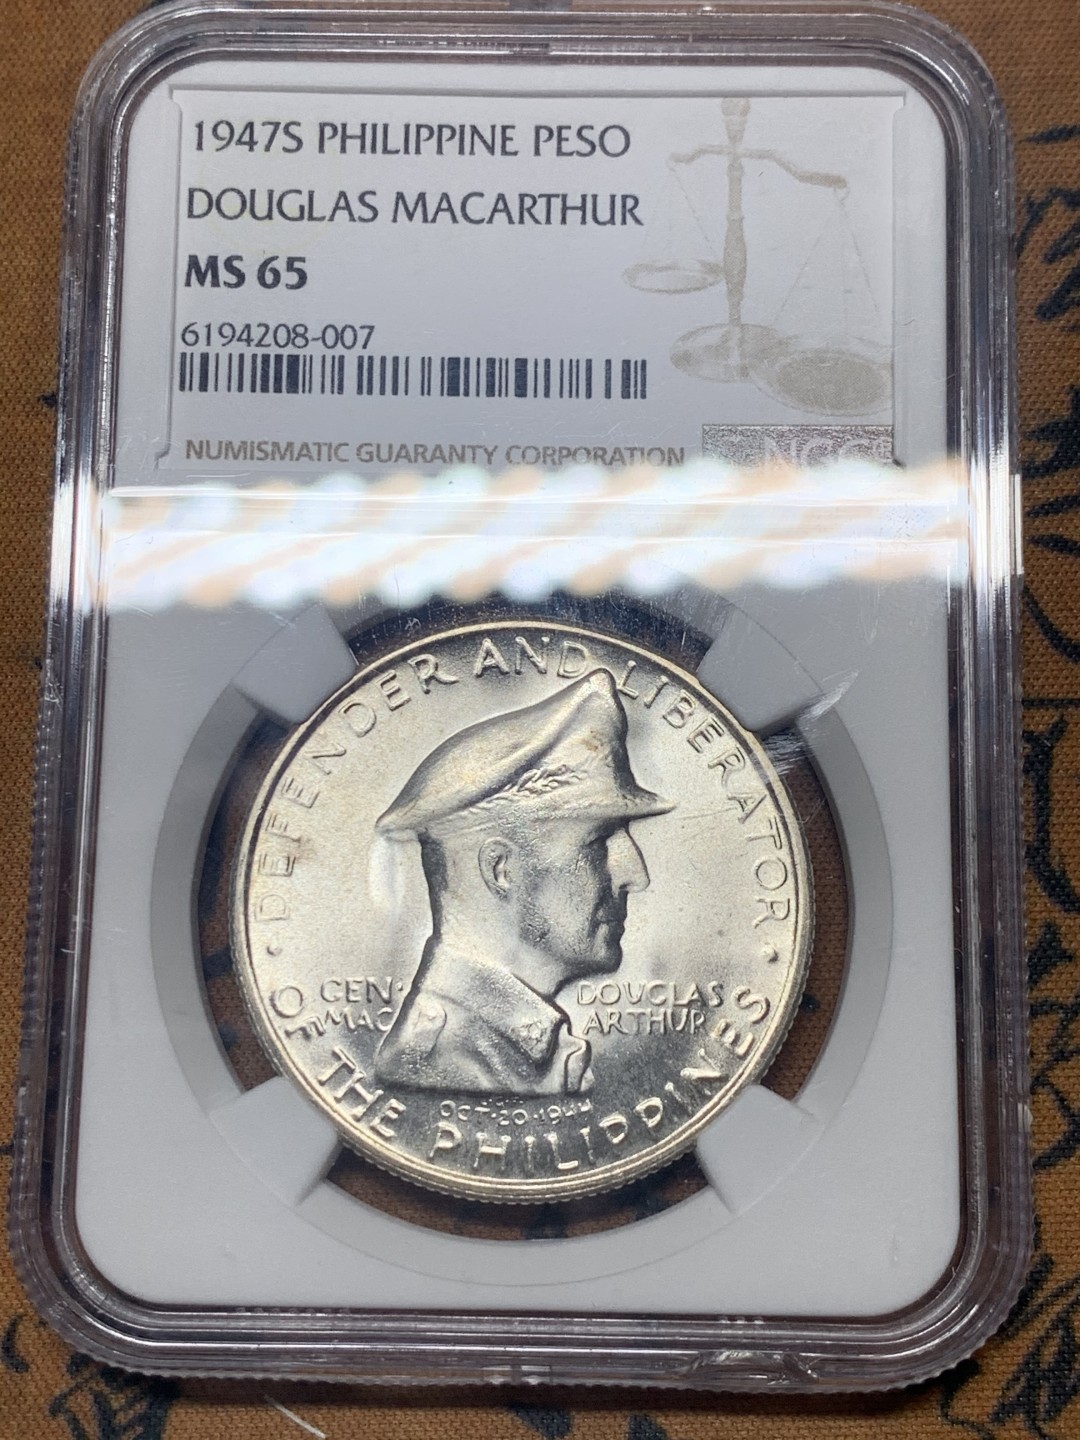 1947S PHILIPPINE PESO
DOUGLAS MACARTHUR
MS 65
6194208-007
NUMISMATIC GUARANTY CORPORATION
NGC
· DEFENDER AND LIBERATOR ·
OF THE PHILIPPINES
GEN· DOUGLAS
MAC ARTHUR
OCT·20·1944